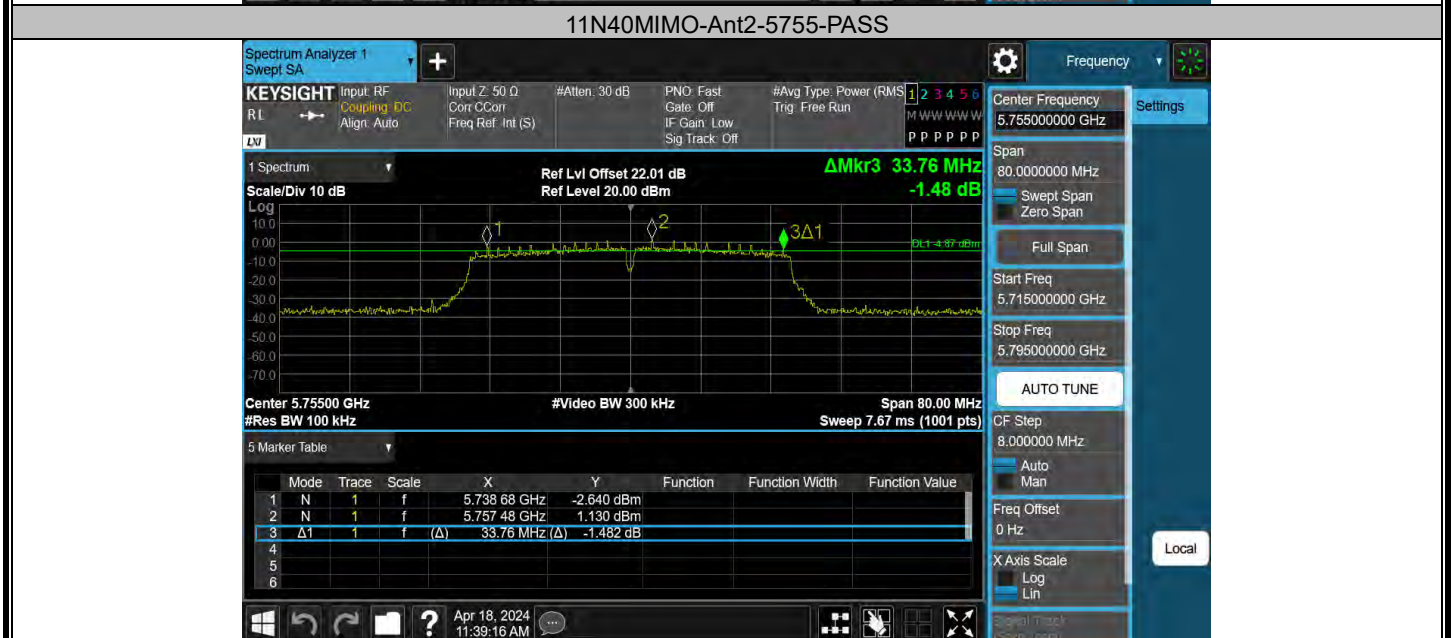 11N40MIMO-Ant2-5755-PASS
Spectrum Analyzer 1
Swept SA
Frequency
KEYSIGHT
RL
LXI
Input: RF
Coupling: DC
Align: Auto
Input Z: 50 Ω
Corr CCorr
Freq Ref: Int (S)
#Atten: 30 dB
PNO: Fast
Gate: Off
IF Gain: Low
Sig Track: Off
#Avg Type: Power (RMS
Trig: Free Run
1 2 3 4 5 6
M W W W W W
P P P P P P
Center Frequency
5.755000000 GHz
Settings
1 Spectrum
Scale/Div 10 dB
Ref Lvl Offset 22.01 dB
Ref Level 20.00 dBm
ΔMkr3 33.76 MHz
-1.48 dB
Span
80.0000000 MHz
Swept Span
Zero Span
Full Span
Log
10.0
0.00
-10.0
-20.0
-30.0
-40.0
-50.0
-60.0
-70.0
1
2
3Δ1
DL1 -4.87 dBm
Start Freq
5.715000000 GHz
Stop Freq
5.795000000 GHz
AUTO TUNE
Center 5.75500 GHz
#Res BW 100 kHz
#Video BW 300 kHz
Span 80.00 MHz
Sweep 7.67 ms (1001 pts)
CF Step
8.000000 MHz
Auto
Man
5 Marker Table
Mode Trace Scale X Y Function Function Width Function Value
1 N 1 f 5.738 68 GHz -2.640 dBm
2 N 1 f 5.757 48 GHz 1.130 dBm
3 Δ1 1 f (Δ) 33.76 MHz (Δ) -1.482 dB
4
5
6
Freq Offset
0 Hz
X Axis Scale
Log
Lin
Local
Signal Track
?
Apr 18, 2024
11:39:16 AM